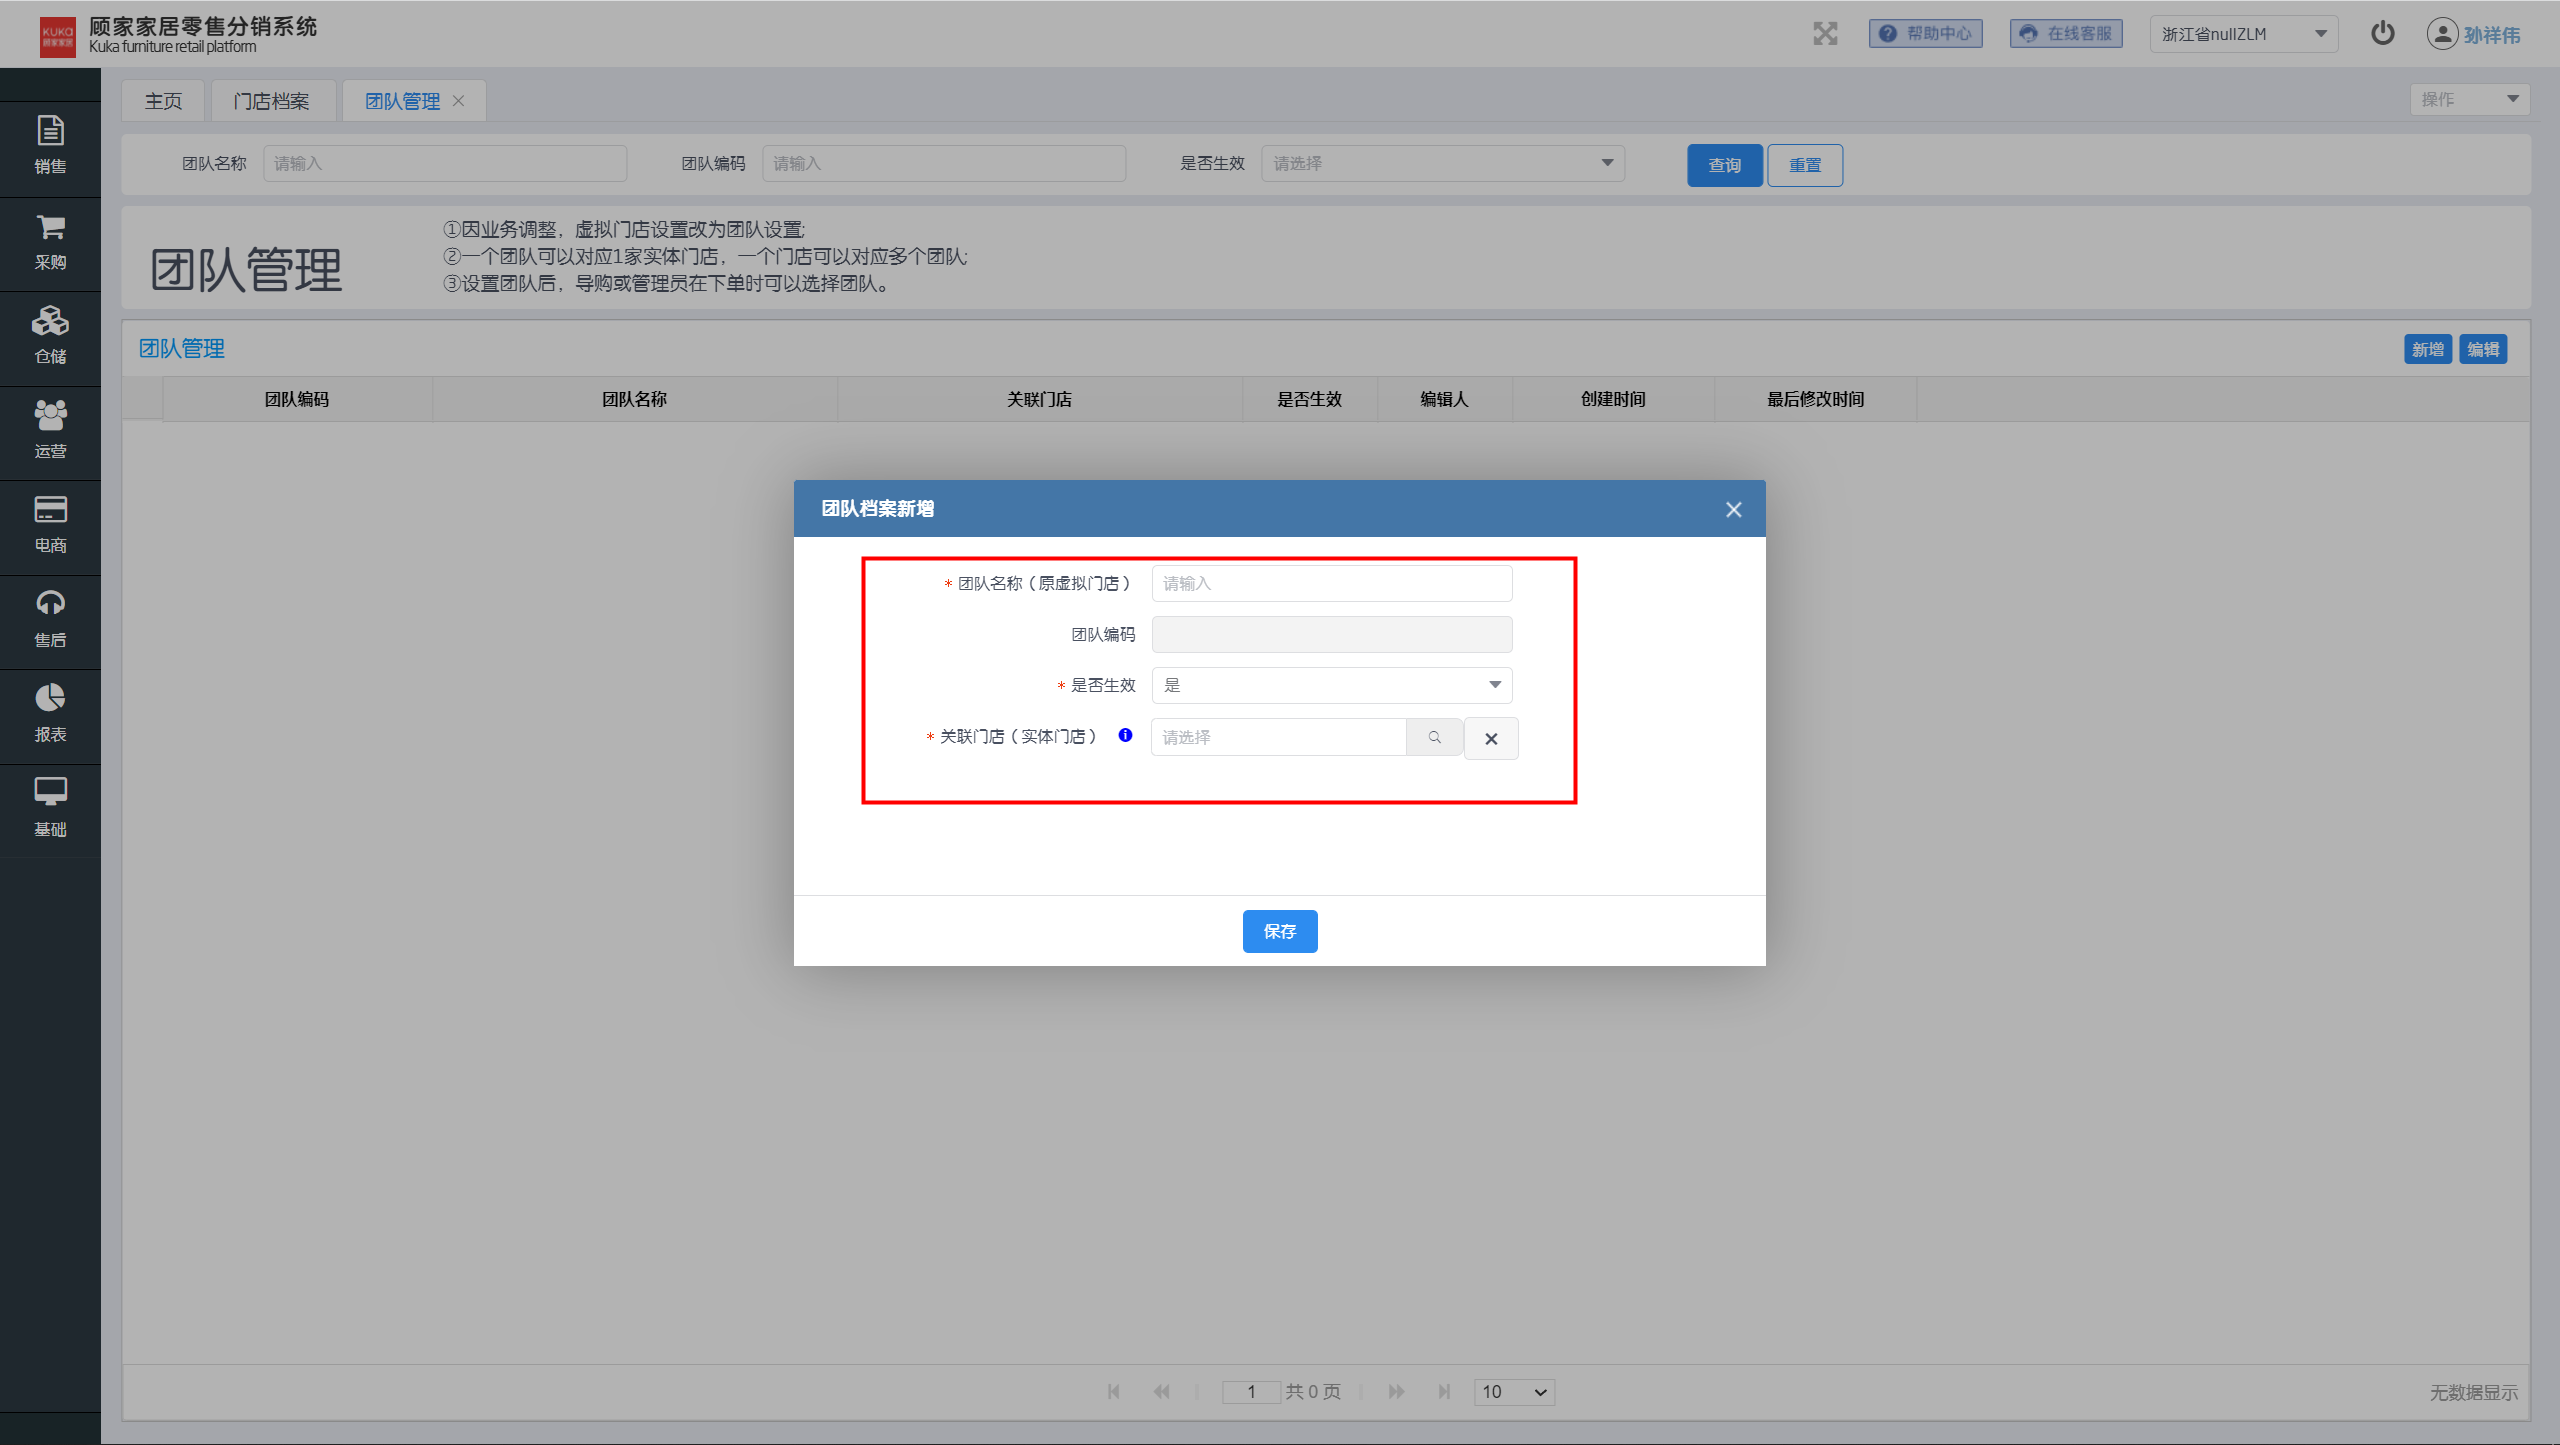 KUKA
顾家家居
顾家家居零售分销系统
Kuka furniture retail platform
帮助中心
在线客服
浙江省nullZLM
孙祥伟
主页
门店档案
团队管理
操作
销售
采购
仓储
运营
电商
售后
报表
基础
团队名称 请输入
团队编码 请输入
是否生效 请选择
查询
重置
团队管理
①因业务调整，虚拟门店设置改为团队设置;
②一个团队可以对应1家实体门店，一个门店可以对应多个团队;
③设置团队后，导购或管理员在下单时可以选择团队。
团队管理
新增
编辑
团队编码 团队名称 关联门店 是否生效 编辑人 创建时间 最后修改时间
团队档案新增
* 团队名称（原虚拟门店） 请输入
团队编码
* 是否生效 是
* 关联门店（实体门店） 请选择
保存
1 共 0 页 10
无数据显示